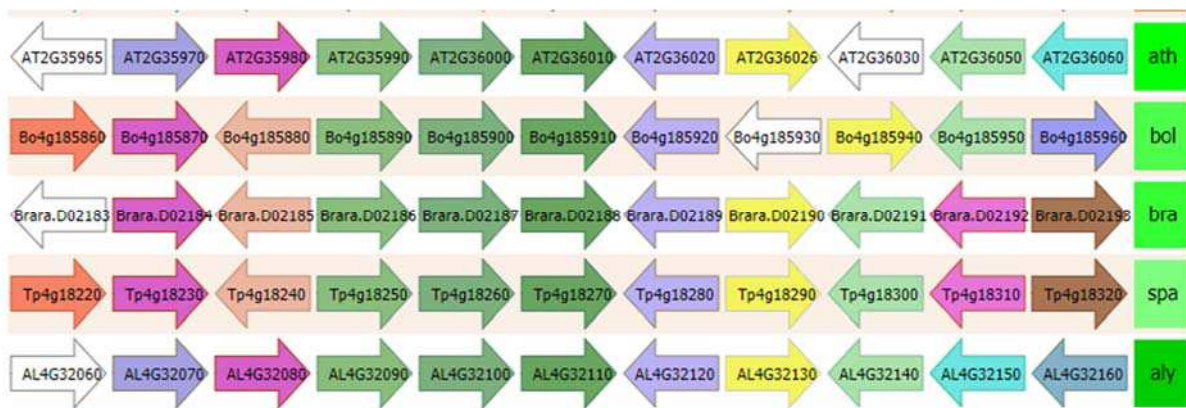 AT2G35965 AT2G35970 AT2G35980 AT2G35990 AT2G36000 AT2G36010 AT2G36020 AT2G36026 AT2G36030 AT2G36050 AT2G36060 ath
Bo4g185860 Bo4g185870 Bo4g185880 Bo4g185890 Bo4g185900 Bo4g185910 Bo4g185920 Bo4g185930 Bo4g185940 Bo4g185950 Bo4g185960 bol
Brara.D02183 Brara.D02184 Brara.D02185 Brara.D02186 Brara.D02187 Brara.D02188 Brara.D02189 Brara.D02190 Brara.D02191 Brara.D02192 Brara.D02193 bra
Tp4g18220 Tp4g18230 Tp4g18240 Tp4g18250 Tp4g18260 Tp4g18270 Tp4g18280 Tp4g18290 Tp4g18300 Tp4g18310 Tp4g18320 spa
AL4G32060 AL4G32070 AL4G32080 AL4G32090 AL4G32100 AL4G32110 AL4G32120 AL4G32130 AL4G32140 AL4G32150 AL4G32160 aly